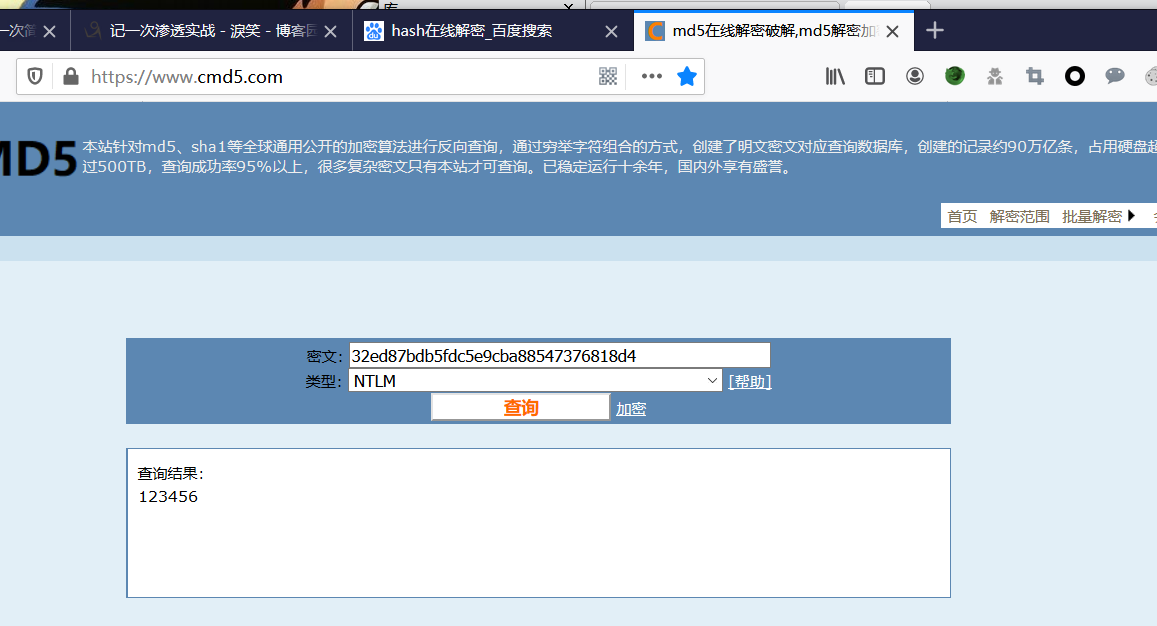 库
一次简
记一次渗透实战 - 淚笑 - 博客园
hash在线解密_百度搜索
md5在线解密破解,md5解密加
https://www.cmd5.com
MD5
本站针对md5、sha1等全球通用公开的加密算法进行反向查询，通过穷举字符组合的方式，创建了明文密文对应查询数据库，创建的记录约90万亿条，占用硬盘超
过500TB，查询成功率95%以上，很多复杂密文只有本站才可查询。已稳定运行十余年，国内外享有盛誉。
首页 解密范围 批量解密
密文: 32ed87bdb5fdc5e9cba88547376818d4
类型: NTLM [帮助]
查询 加密
查询结果:
123456